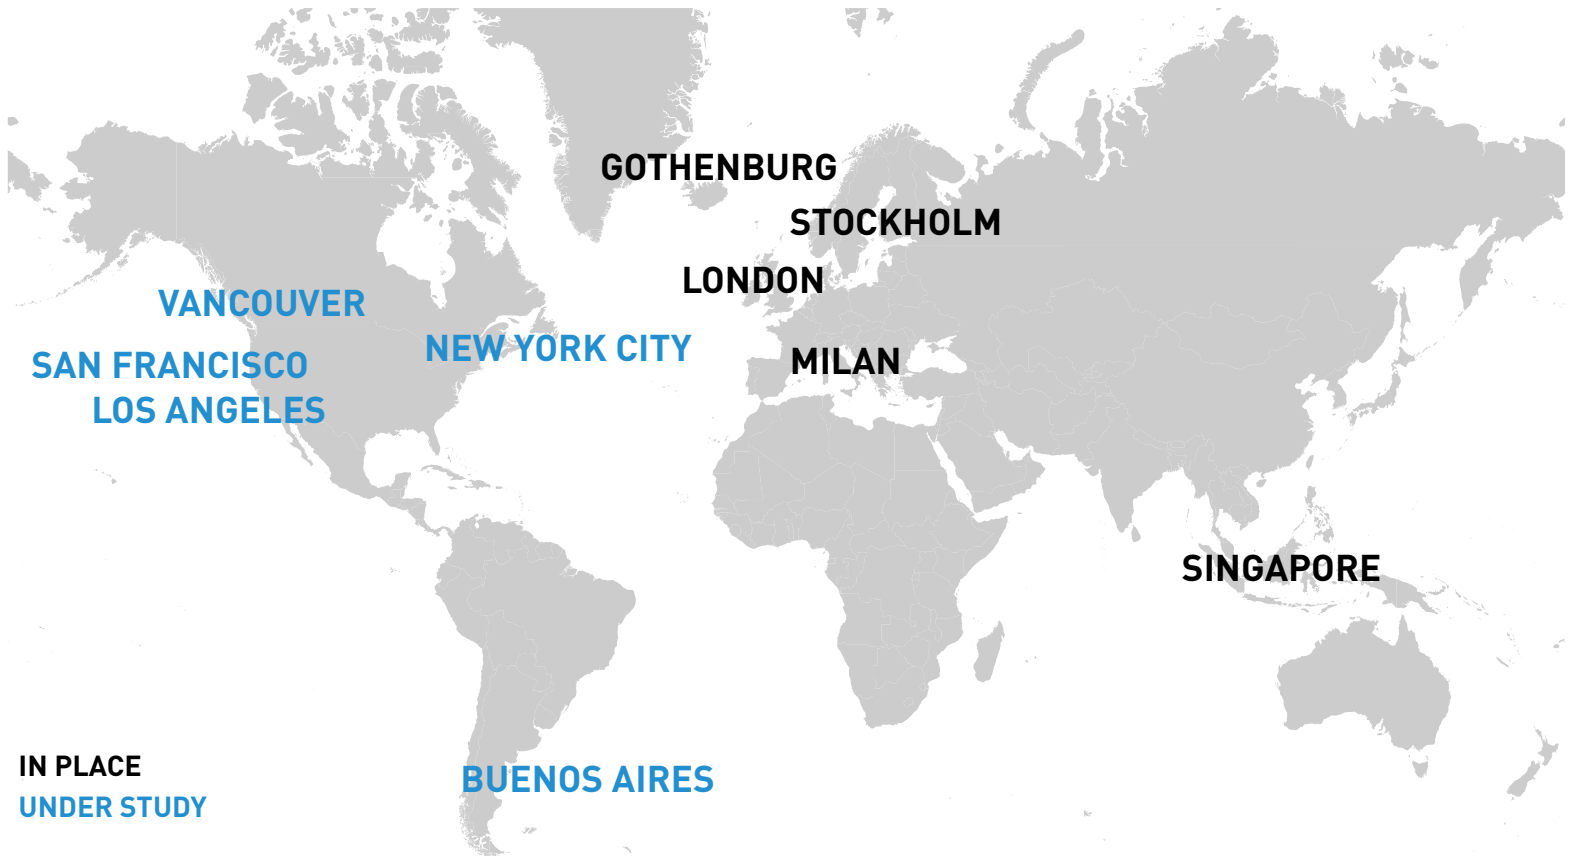 GOTHENBURG
STOCKHOLM
LONDON
VANCOUVER
NEW YORK CITY
SAN FRANCISCO
MILAN
LOS ANGELES
SINGAPORE
IN PLACE
BUENOS AIRES
UNDER STUDY